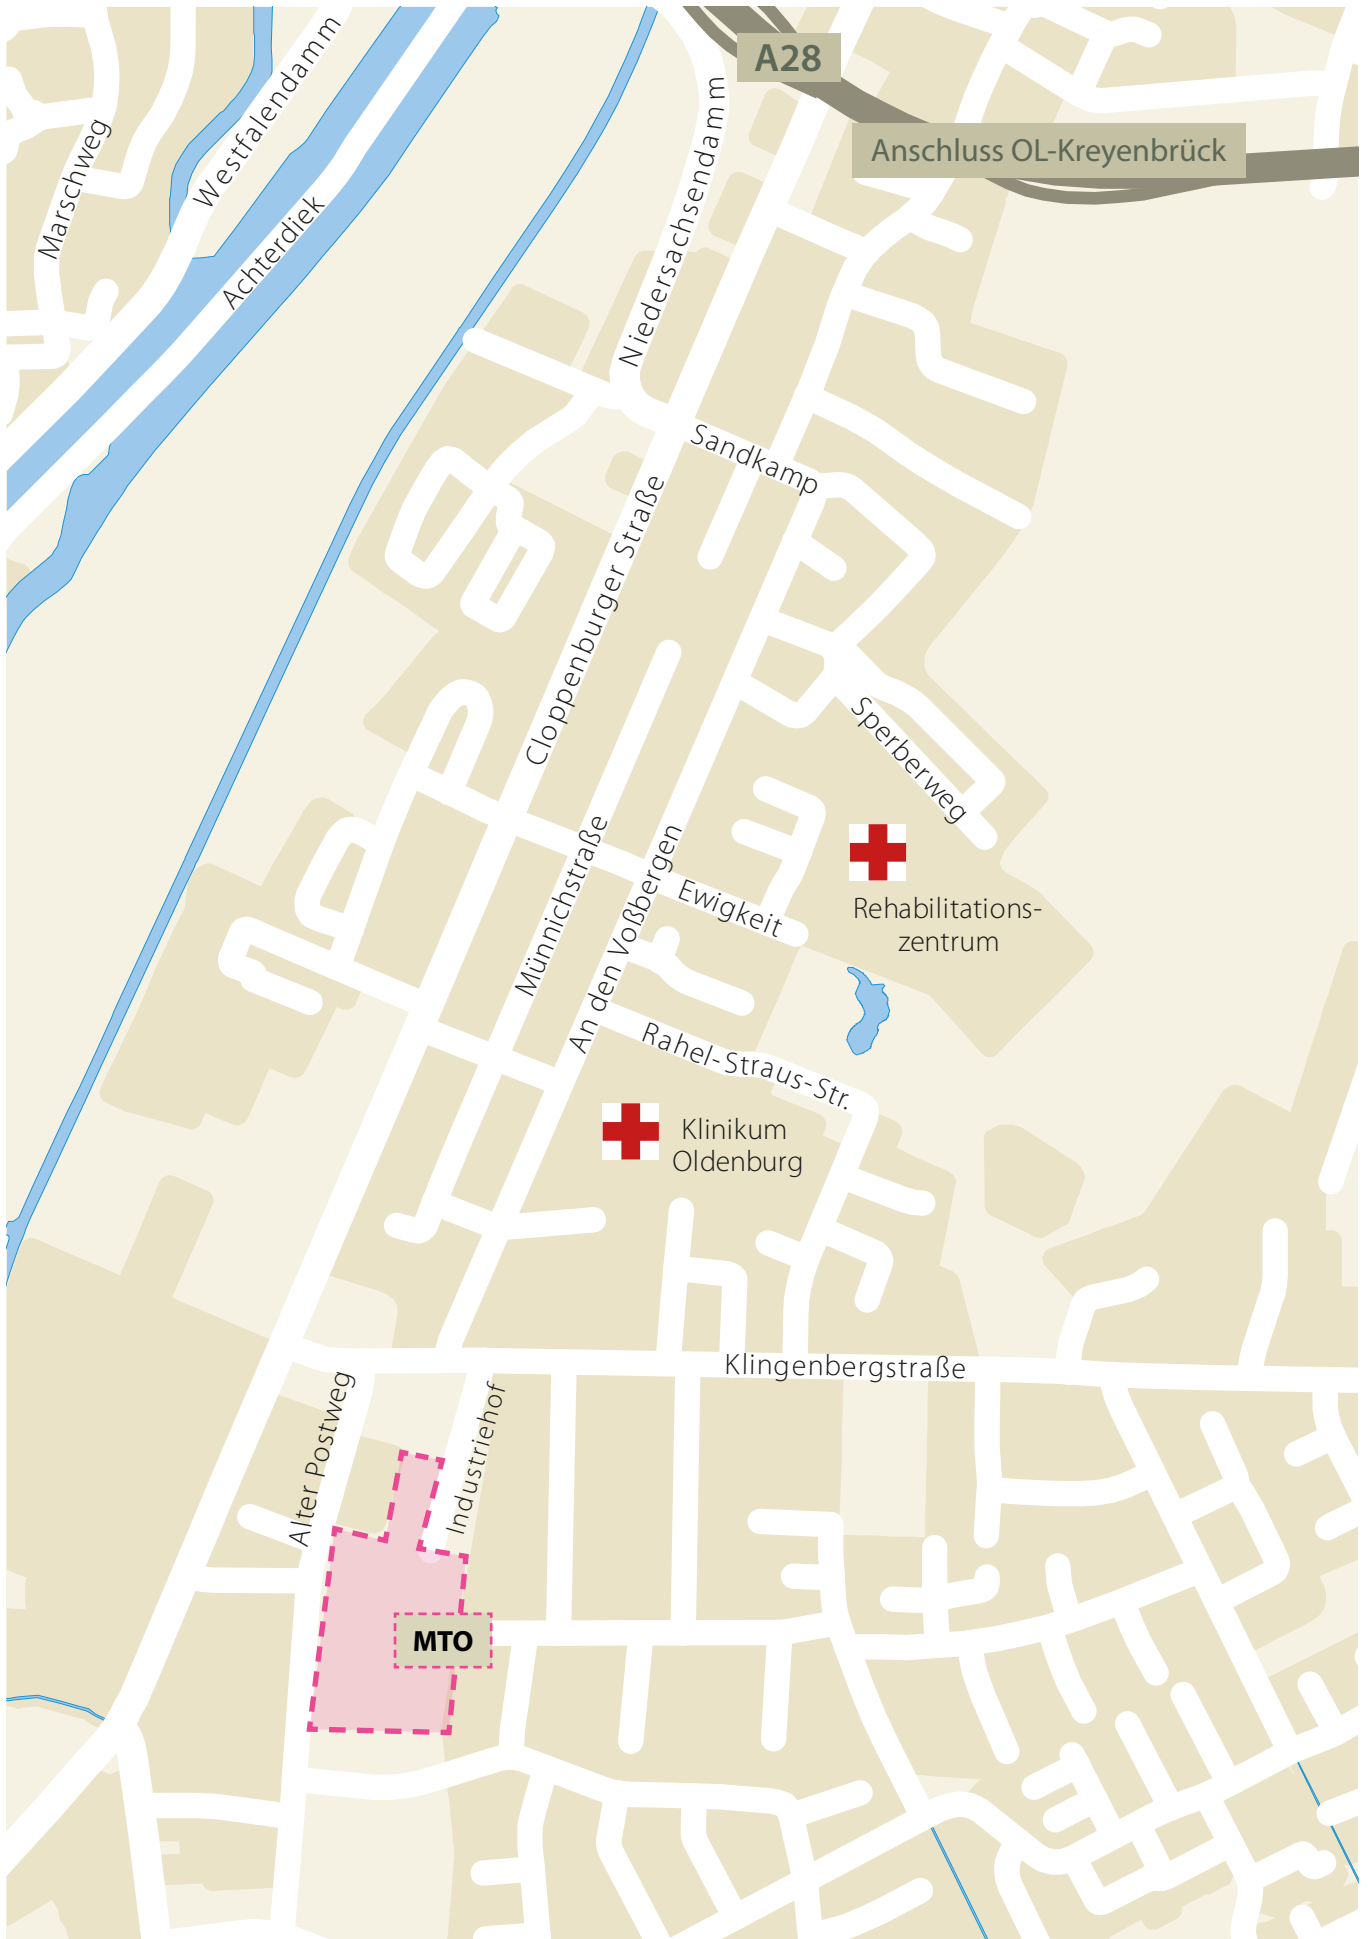 A28
Anschluss OL-Kreyenbrück
Westfalendamm
Marschweg
Achterdiek
Niedersachsendamm
Sandkamp
Cloppenburger Straße
Sperberweg
Münnichstraße
An den Voßbergen
Ewigkeit
Rehabilitations-
zentrum
Rahel-Straus-Str.
Klinikum
Oldenburg
Klingenbergstraße
Alter Postweg
Industriehof
MTO